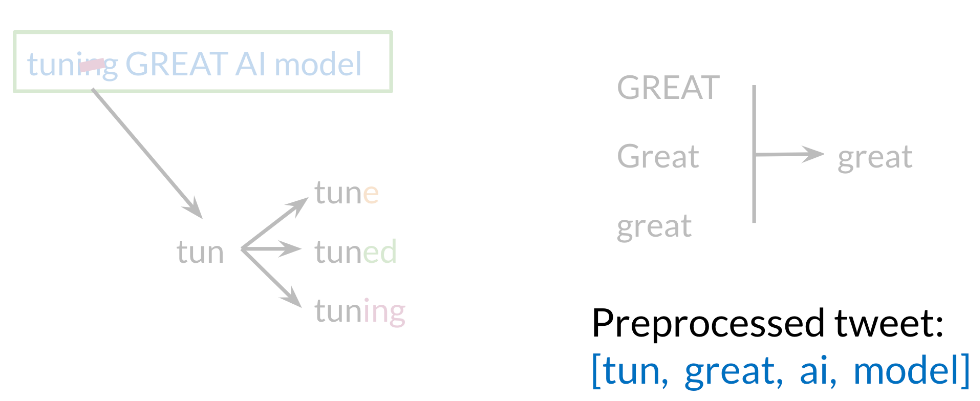 tuning GREAT AI model
tun
tune
tuned
tuning
GREAT
Great
great
great
Preprocessed tweet:
[tun, great, ai, model]